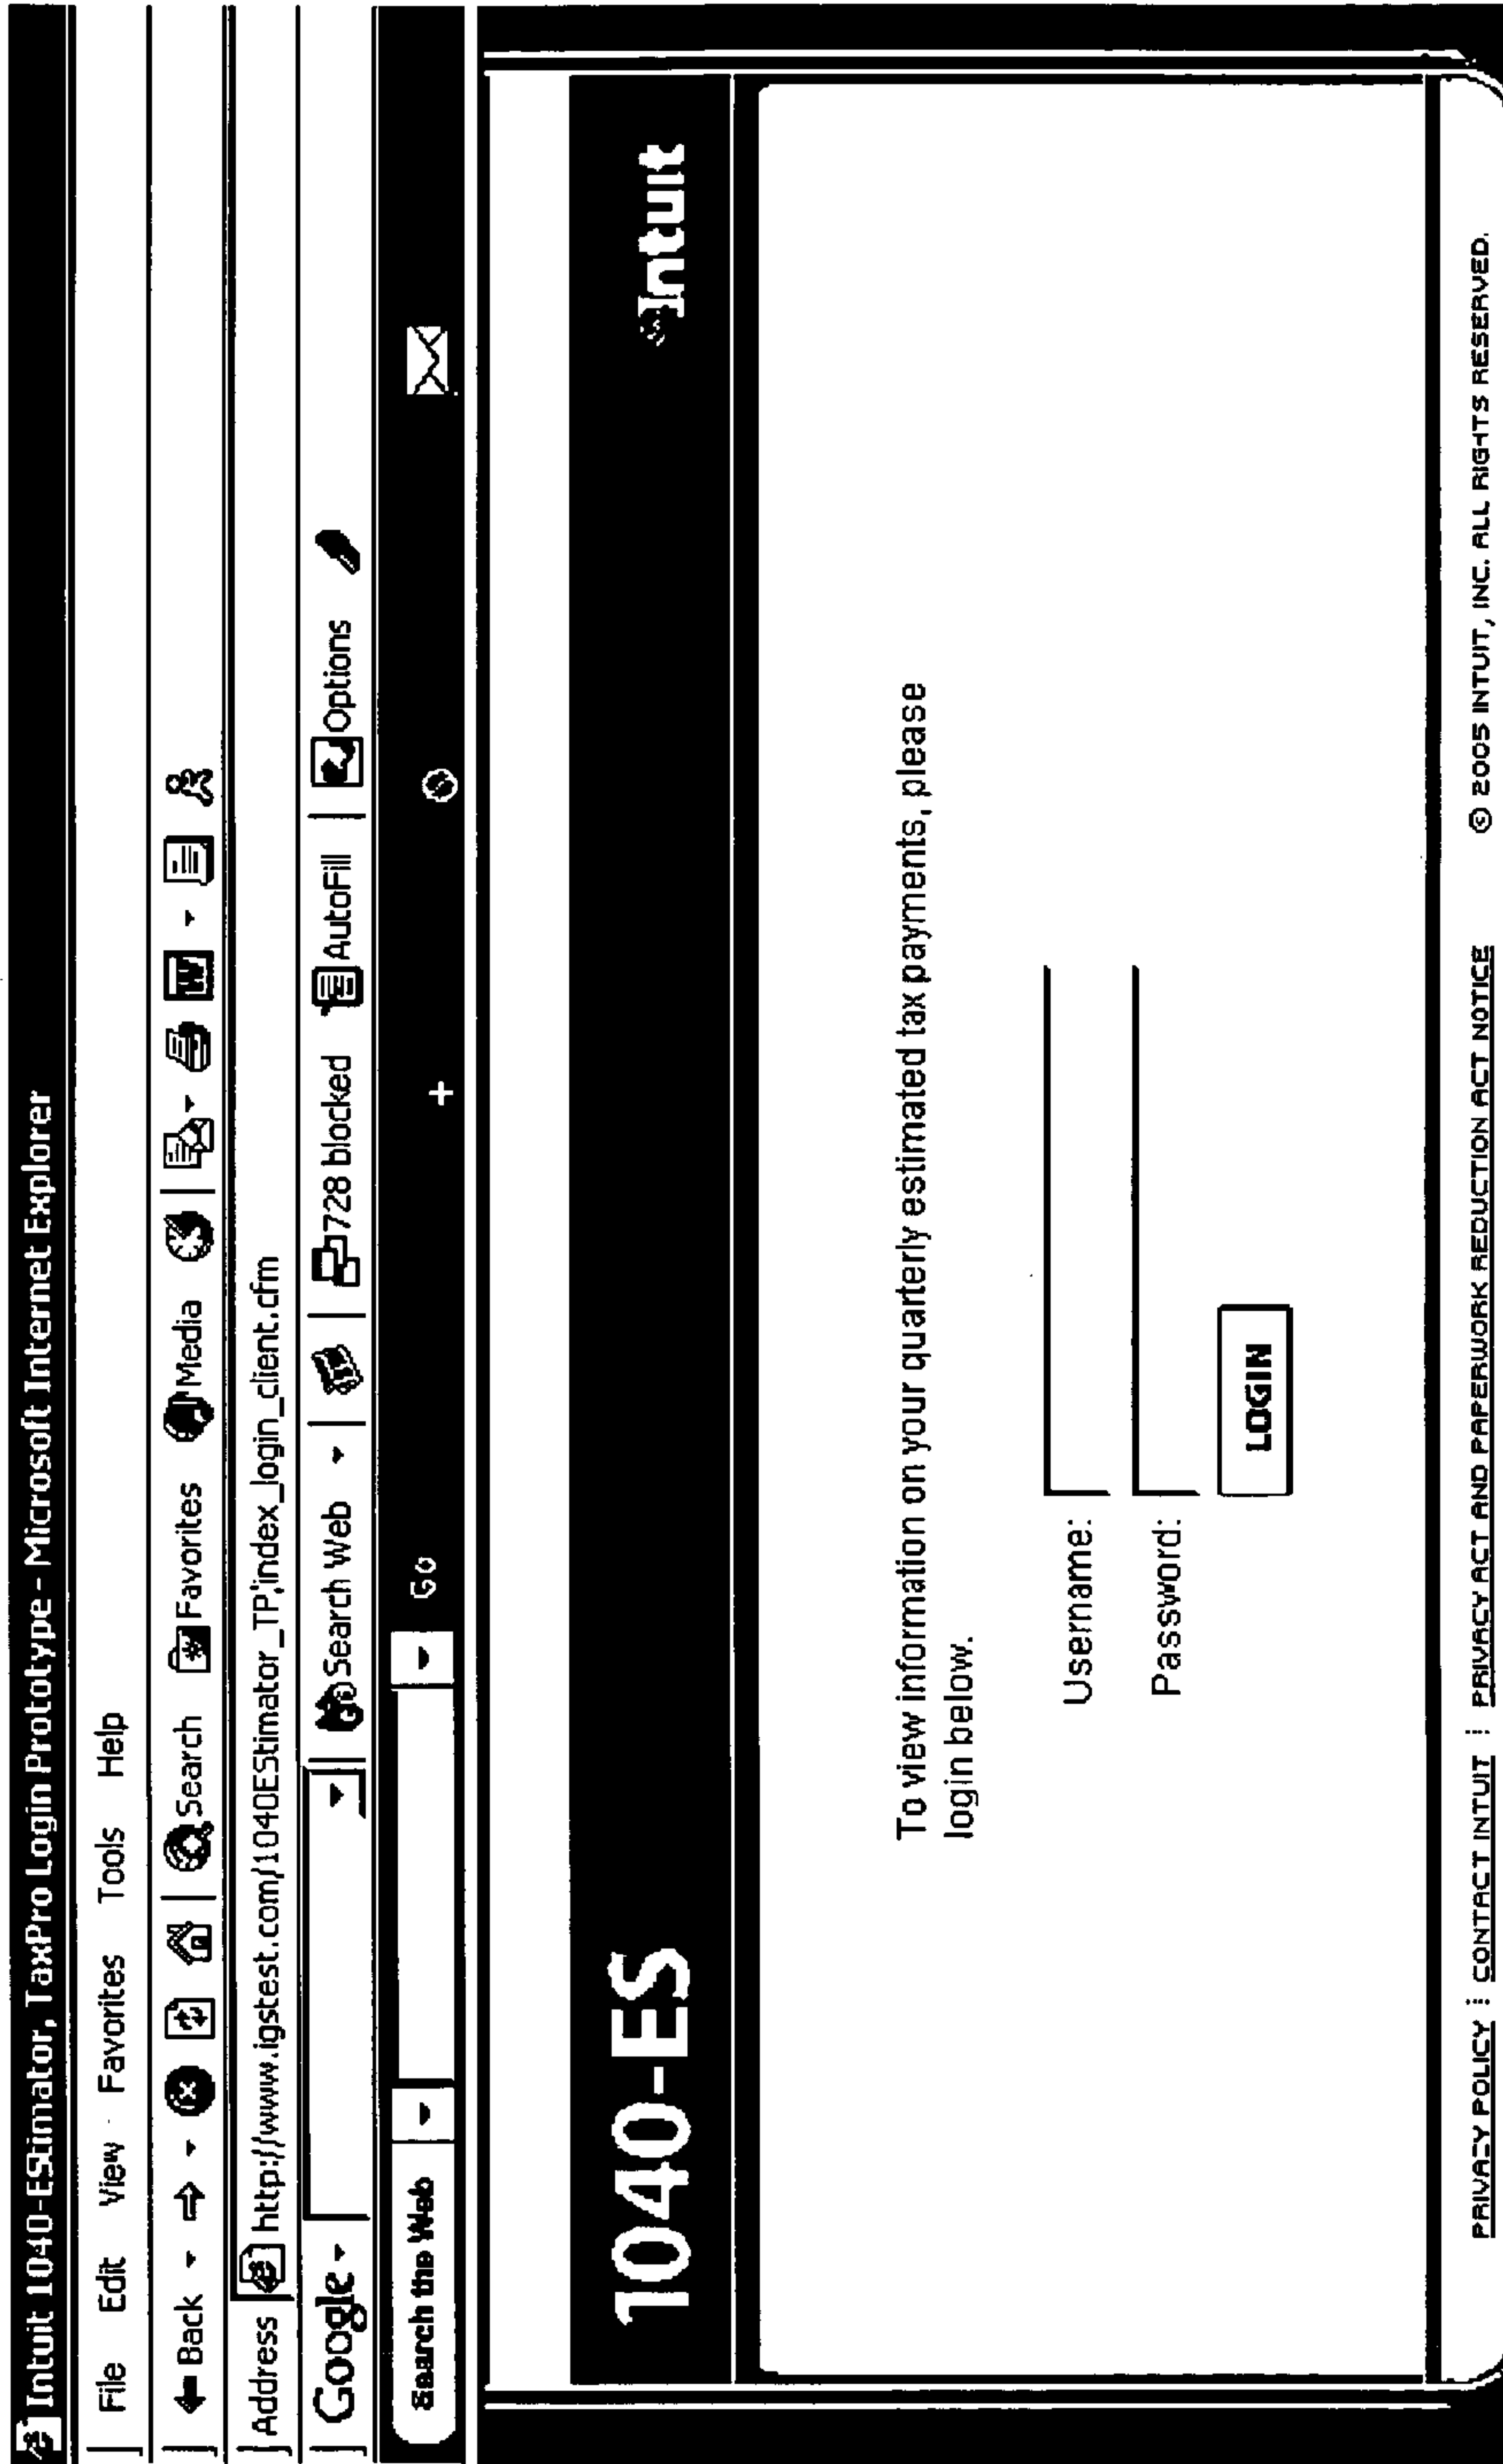 Intuit 1040-EStimator, TaxPro Login Prototype - Microsoft Internet Explorer
File Edit View Favorites Tools Help
Back Search Favorites Media
Address http://www.igstest.com/1040EStimator_TP/index_login_client.cfm
Google Search Web 728 blocked AutoFill Options
Search the Web Go +
1040-ES Intuit
To view information on your quarterly estimated tax payments, please
login below.
Username:
Password:
LOGIN
PRIVACY POLICY ⁝ CONTACT INTUIT ⁝ PRIVACY ACT AND PAPERWORK REDUCTION ACT NOTICE © 2005 INTUIT, INC. ALL RIGHTS RESERVED.